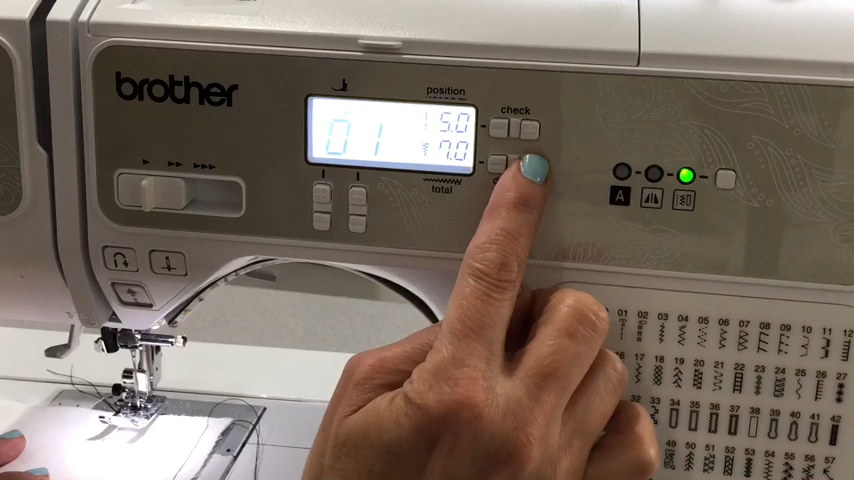 brother
position
check
01
5.0
7.0
total
A
01 02 03 04 05 06 07 08 09 10 11 12
17 18 19 20 21 22 23 24 25 26 27
32 33 34 35 36 37 38 39 40 41 42
49 50 51 52 53 54 55 56 57